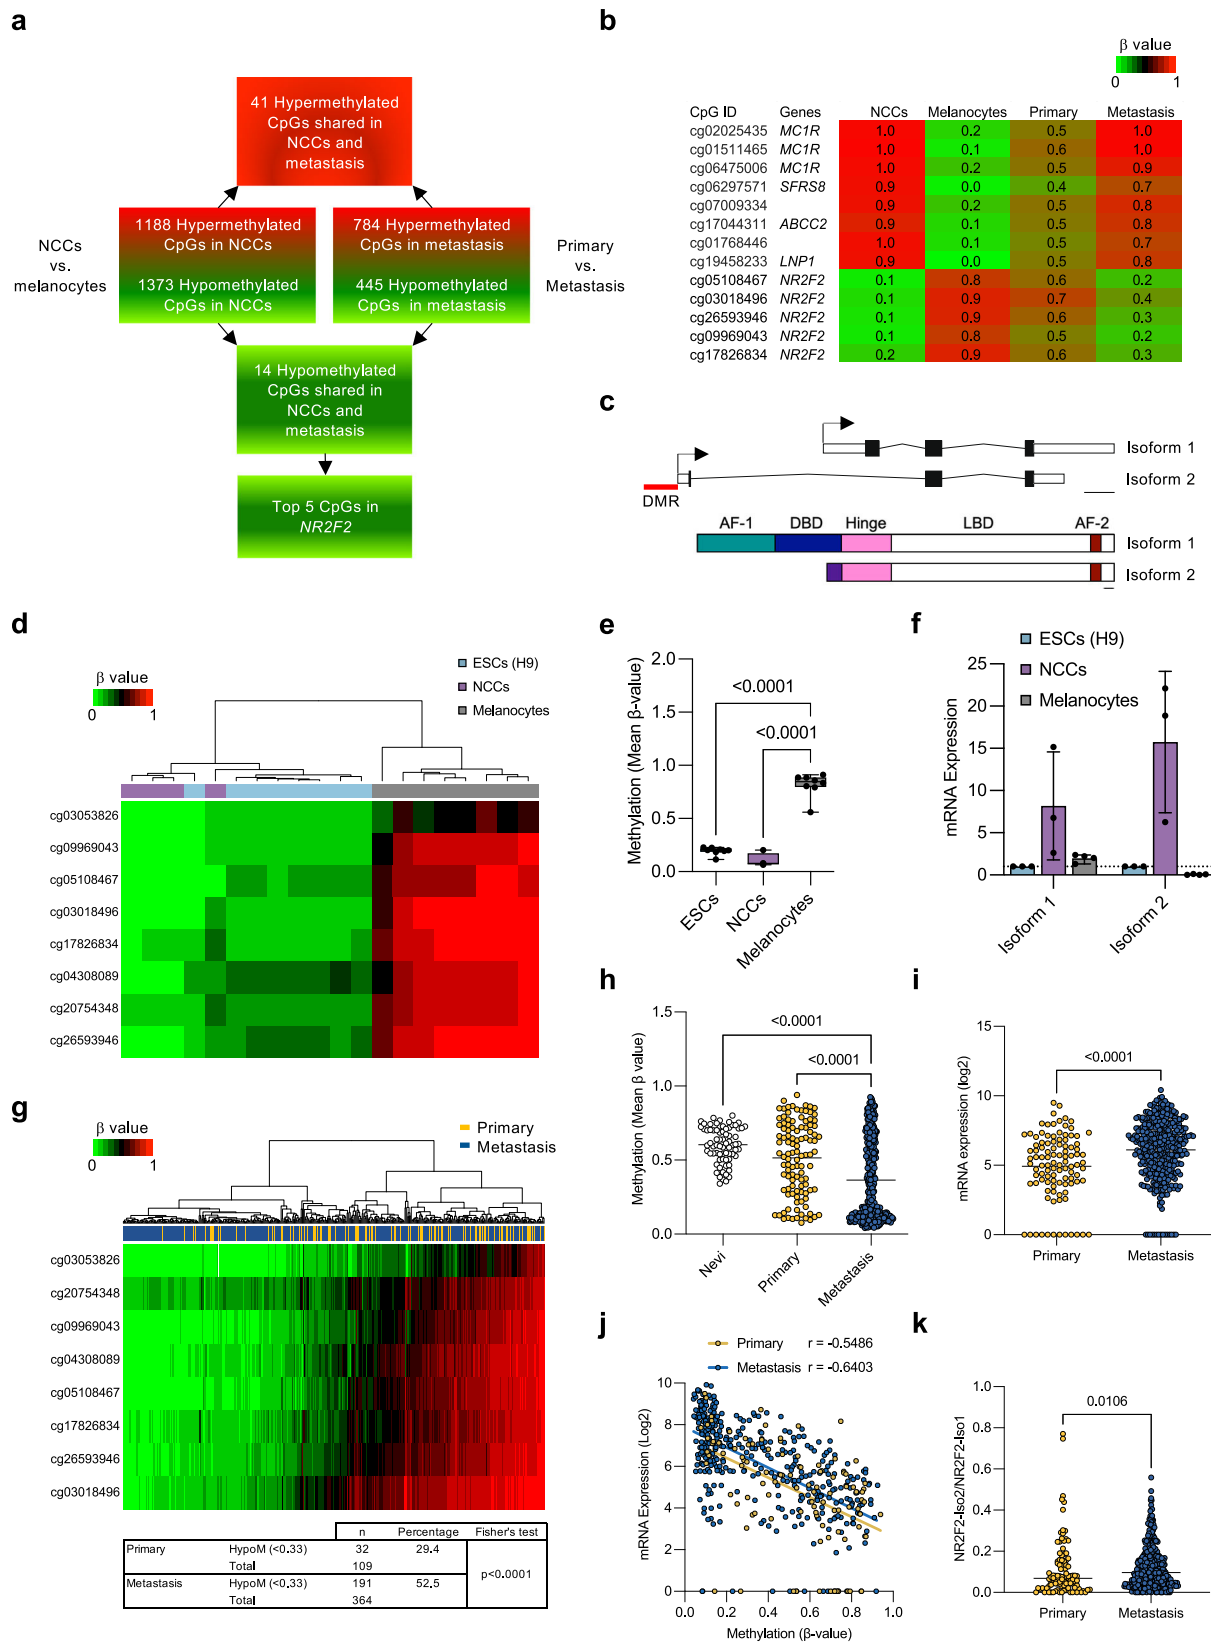 a
41 Hypermethylated
CpGs shared in
NCCs and
metastasis
NCCs
vs.
melanocytes
1188 Hypermethylated
CpGs in NCCs
1373 Hypomethylated
CpGs in NCCs
784 Hypermethylated
CpGs in metastasis
445 Hypomethylated
CpGs in metastasis
Primary
vs.
Metastasis
14 Hypomethylated
CpGs shared in
NCCs and
metastasis
Top 5 CpGs in
NR2F2
b
β value
0 1
CpG ID Genes NCCs Melanocytes Primary Metastasis
cg02025435 MC1R 1.0 0.2 0.5 1.0
cg01511465 MC1R 1.0 0.1 0.6 1.0
cg06475006 MC1R 1.0 0.2 0.5 0.9
cg06297571 SFRS8 0.9 0.0 0.4 0.7
cg07009334 0.9 0.2 0.5 0.8
cg17044311 ABCC2 0.9 0.1 0.5 0.8
cg01768446 1.0 0.1 0.5 0.7
cg19458233 LNP1 0.9 0.0 0.5 0.8
cg05108467 NR2F2 0.1 0.8 0.6 0.2
cg03018496 NR2F2 0.1 0.9 0.7 0.4
cg26593946 NR2F2 0.1 0.9 0.6 0.3
cg09969043 NR2F2 0.1 0.8 0.5 0.2
cg17826834 NR2F2 0.2 0.9 0.6 0.3
c
Isoform 1
Isoform 2
DMR
AF-1 DBD Hinge LBD AF-2
Isoform 1
Isoform 2
d
β value
0 1
ESCs (H9)
NCCs
Melanocytes
cg03053826
cg09969043
cg05108467
cg03018496
cg17826834
cg04308089
cg20754348
cg26593946
e
Methylation (Mean β-value)
2.0
1.5
1.0
0.5
0.0
<0.0001
<0.0001
ESCs
NCCs
Melanocytes
f
ESCs (H9)
NCCs
Melanocytes
mRNA Expression
25
20
15
10
5
0
Isoform 1
Isoform 2
g
β value
0 1
Primary
Metastasis
cg03053826
cg20754348
cg09969043
cg04308089
cg05108467
cg17826834
cg26593946
cg03018496
n Percentage Fisher's test
Primary HypoM (<0.33) 32 29.4
Total 109
p<0.0001
Metastasis HypoM (<0.33) 191 52.5
Total 364
h
Methylation (Mean β value)
1.5
1.0
0.5
0.0
<0.0001
<0.0001
Nevi
Primary
Metastasis
i
mRNA expression (log2)
15
10
5
0
<0.0001
Primary Metastasis
j
Primary r = -0.5486
Metastasis r = -0.6403
mRNA Expression (Log2)
10
8
6
4
2
0
0.0 0.2 0.4 0.6 0.8 1.0
Methylation (β-value)
k
NR2F2-Iso2/NR2F2-Iso1
1.0
0.8
0.6
0.4
0.2
0.0
0.0106
Primary Metastasis